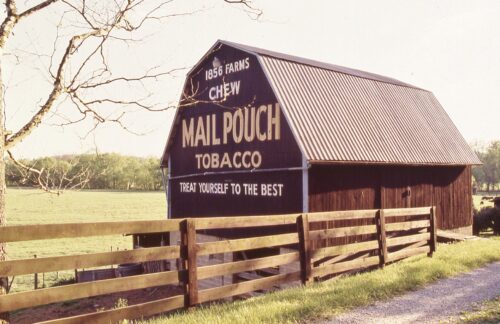 1856 FARMS
CHEW
MAIL POUCH
TOBACCO
TREAT YOURSELF TO THE BEST